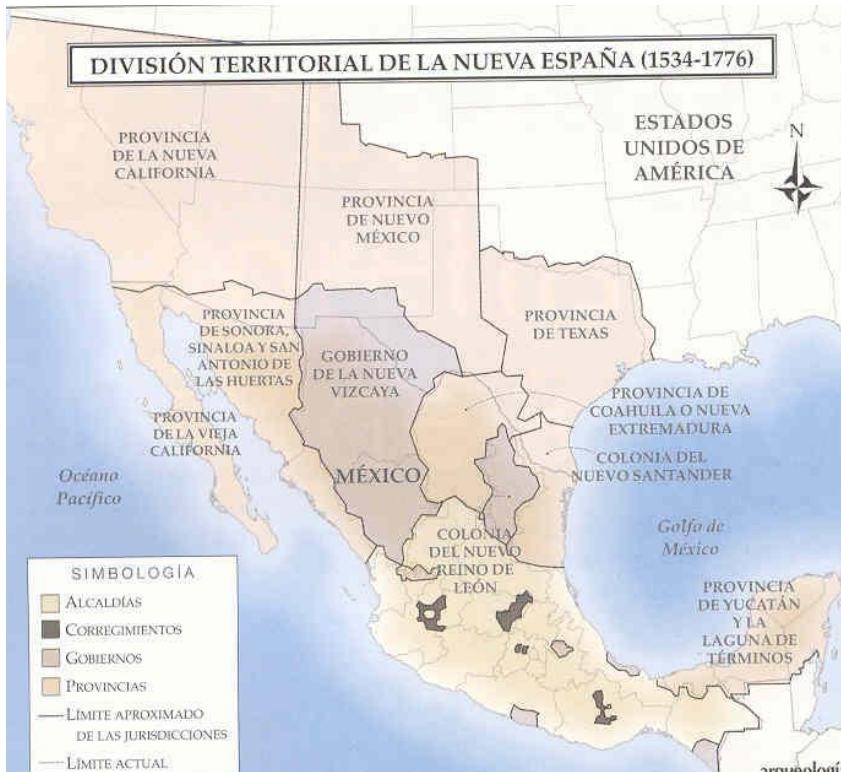 DIVISIÓN TERRITORIAL DE LA NUEVA ESPAÑA (1534-1776)
PROVINCIA
DE LA NUEVA
CALIFORNIA
ESTADOS
UNIDOS DE
AMÉRICA
N
PROVINCIA
DE NUEVO
MÉXICO
PROVINCIA
DE SONORA,
SINALOA Y SAN
ANTONIO DE
LAS HUERTAS
GOBIERNO
DE LA NUEVA
VIZCAYA
PROVINCIA
DE TEXAS
PROVINCIA
DE LA VIEJA
CALIFORNIA
PROVINCIA DE
COAHUILA O NUEVA
EXTREMADURA
COLONIA DEL
NUEVO SANTANDER
MÉXICO
Océano
Pacífico
Golfo de
México
COLONIA
DEL NUEVO
REINO DE
LEÓN
PROVINCIA
DE YUCATÁN
Y LA
LAGUNA DE
TÉRMINOS
SIMBOLOGÍA
ALCALDÍAS
CORREGIMIENTOS
GOBIERNOS
PROVINCIAS
LÍMITE APROXIMADO
DE LAS JURISDICCIONES
LÍMITE ACTUAL
arqueología